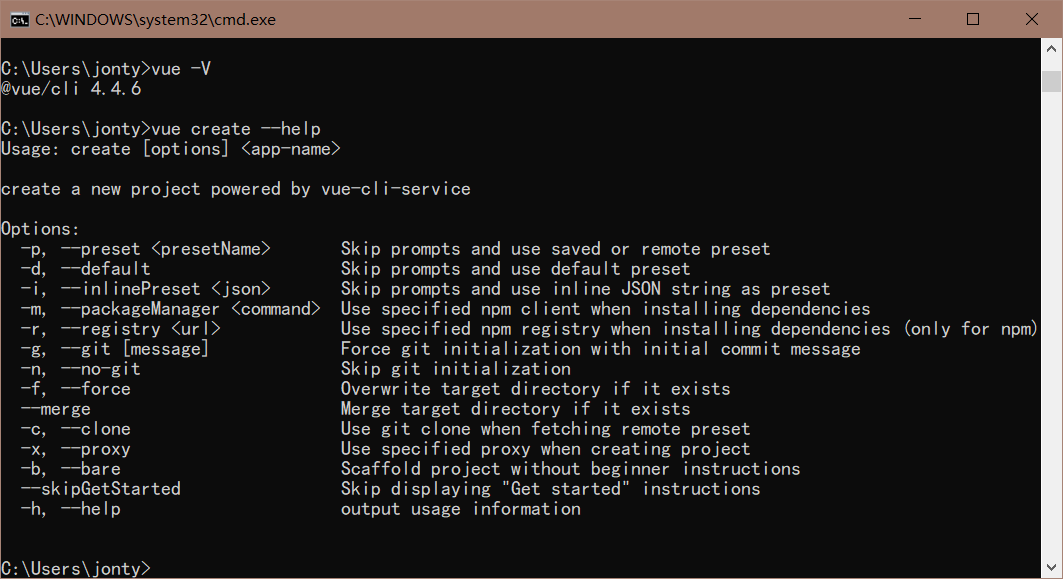 C:\WINDOWS\system32\cmd.exe
C:\Users\jonty>vue -V
@vue/cli 4.4.6
C:\Users\jonty>vue create --help
Usage: create [options] <app-name>
create a new project powered by vue-cli-service
Options:
-p, --preset <presetName> Skip prompts and use saved or remote preset
-d, --default Skip prompts and use default preset
-i, --inlinePreset <json> Skip prompts and use inline JSON string as preset
-m, --packageManager <command> Use specified npm client when installing dependencies
-r, --registry <url> Use specified npm registry when installing dependencies (only for npm)
-g, --git [message] Force git initialization with initial commit message
-n, --no-git Skip git initialization
-f, --force Overwrite target directory if it exists
--merge Merge target directory if it exists
-c, --clone Use git clone when fetching remote preset
-x, --proxy Use specified proxy when creating project
-b, --bare Scaffold project without beginner instructions
--skipGetStarted Skip displaying "Get started" instructions
-h, --help output usage information
C:\Users\jonty>